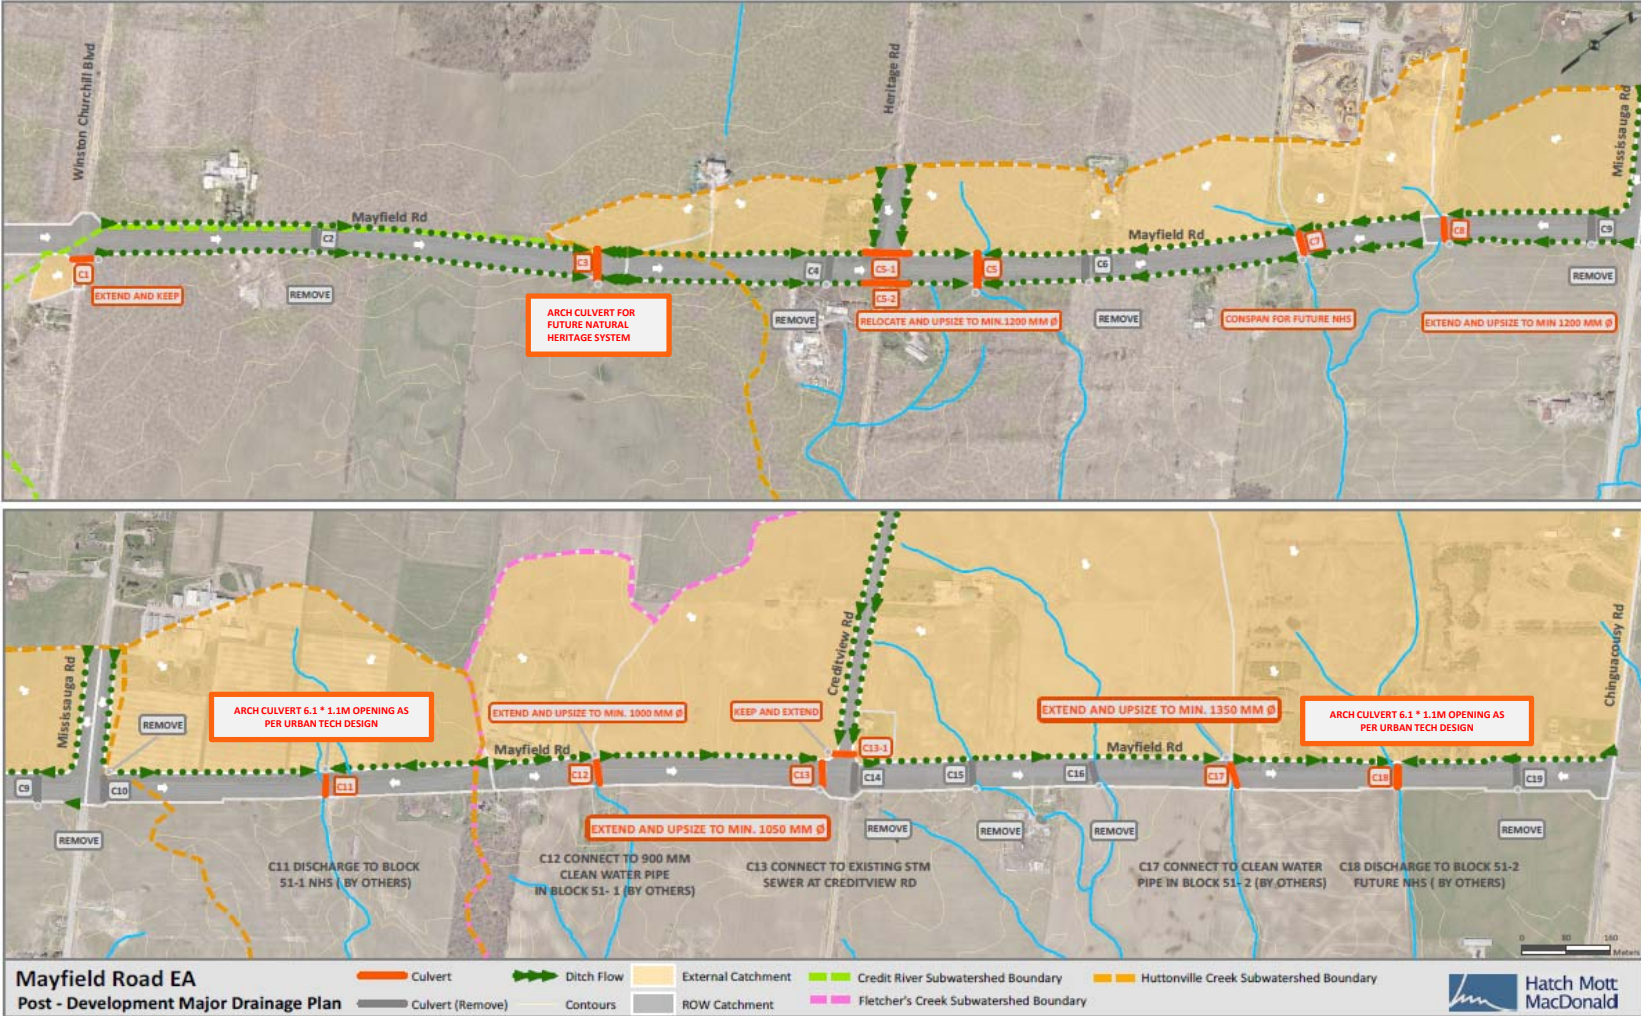 Winston Churchill Blvd
Heritage Rd
Mississauga Rd
N
Mayfield Rd
Mayfield Rd
C1
C2
C3
C4
C5-1
C5-2
C5
C6
C7
C8
C9
EXTEND AND KEEP
REMOVE
ARCH CULVERT FOR
FUTURE NATURAL
HERITAGE SYSTEM
REMOVE
RELOCATE AND UPSIZE TO MIN.1200 MM Ø
REMOVE
CONSPAN FOR FUTURE NHS
EXTEND AND UPSIZE TO MIN 1200 MM Ø
REMOVE
Mississauga Rd
Creditview Rd
Chinguacousy Rd
REMOVE
ARCH CULVERT 6.1 * 1.1M OPENING AS
PER URBAN TECH DESIGN
EXTEND AND UPSIZE TO MIN. 1000 MM Ø
KEEP AND EXTEND
EXTEND AND UPSIZE TO MIN. 1350 MM Ø
ARCH CULVERT 6.1 * 1.1M OPENING AS
PER URBAN TECH DESIGN
Mayfield Rd
C13-1
Mayfield Rd
C9
C10
C11
C12
C13
C14
C15
C16
C17
C18
C19
REMOVE
EXTEND AND UPSIZE TO MIN. 1050 MM Ø
REMOVE
REMOVE
REMOVE
REMOVE
C11 DISCHARGE TO BLOCK
51-1 NHS ( BY OTHERS)
C12 CONNECT TO 900 MM
CLEAN WATER PIPE
IN BLOCK 51- 1 (BY OTHERS)
C13 CONNECT TO EXISTING STM
SEWER AT CREDITVIEW RD
C17 CONNECT TO CLEAN WATER
PIPE IN BLOCK 51- 2 (BY OTHERS)
C18 DISCHARGE TO BLOCK 51-2
FUTURE NHS ( BY OTHERS)
0 80 160
Meters
Mayfield Road EA
Post - Development Major Drainage Plan
Culvert
Culvert (Remove)
Ditch Flow
Contours
External Catchment
ROW Catchment
Credit River Subwatershed Boundary
Fletcher's Creek Subwatershed Boundary
Huttonville Creek Subwatershed Boundary
Hatch Mott
MacDonald